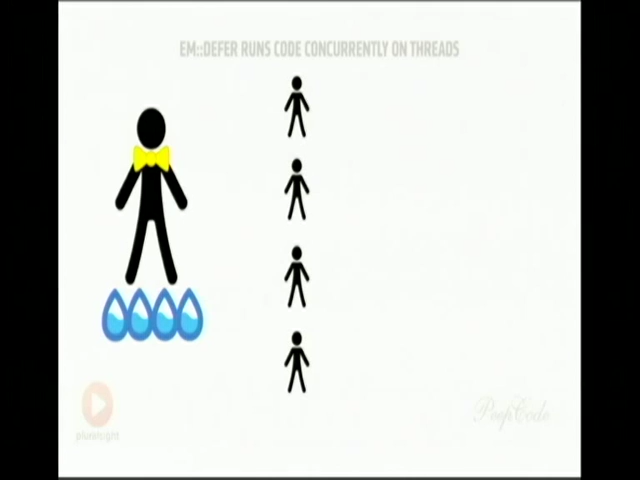 EM::DEFER RUNS CODE CONCURRENTLY ON THREADS
pluralsight
PeepCode